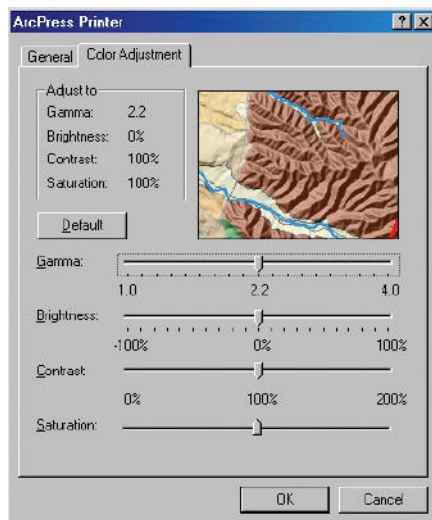 ArcPress Printer
General Color Adjustment
Adjust to
Gamma: 2.2
Brightness: 0%
Contrast: 100%
Saturation: 100%
Default
Gamma:
1.0 2.2 4.0
Brightness:
-100% 0% 100%
Contrast
0% 100% 200%
Saturation:
OK Cancel